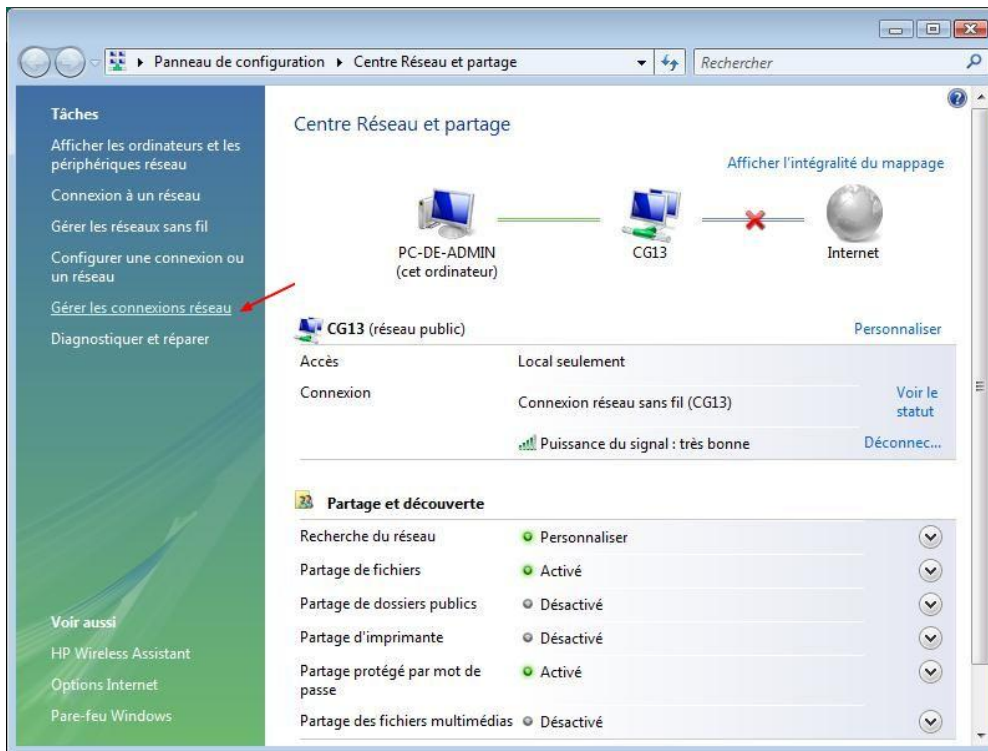 Panneau de configuration
Centre Réseau et partage
Rechercher
Tâches
Afficher les ordinateurs et les
périphériques réseau
Connexion à un réseau
Gérer les réseaux sans fil
Configurer une connexion ou
un réseau
Gérer les connexions réseau
Diagnostiquer et réparer
Voir aussi
HP Wireless Assistant
Options Internet
Pare-feu Windows
Centre Réseau et partage
Afficher l'intégralité du mappage
PC-DE-ADMIN
(cet ordinateur)
CG13
Internet
CG13 (réseau public)
Personnaliser
Accès
Local seulement
Connexion
Connexion réseau sans fil (CG13)
Voir le
statut
Puissance du signal : très bonne
Déconnec...
Partage et découverte
Recherche du réseau
Personnaliser
Partage de fichiers
Activé
Partage de dossiers publics
Désactivé
Partage d'imprimante
Désactivé
Partage protégé par mot de
passe
Activé
Partage des fichiers multimédias
Désactivé